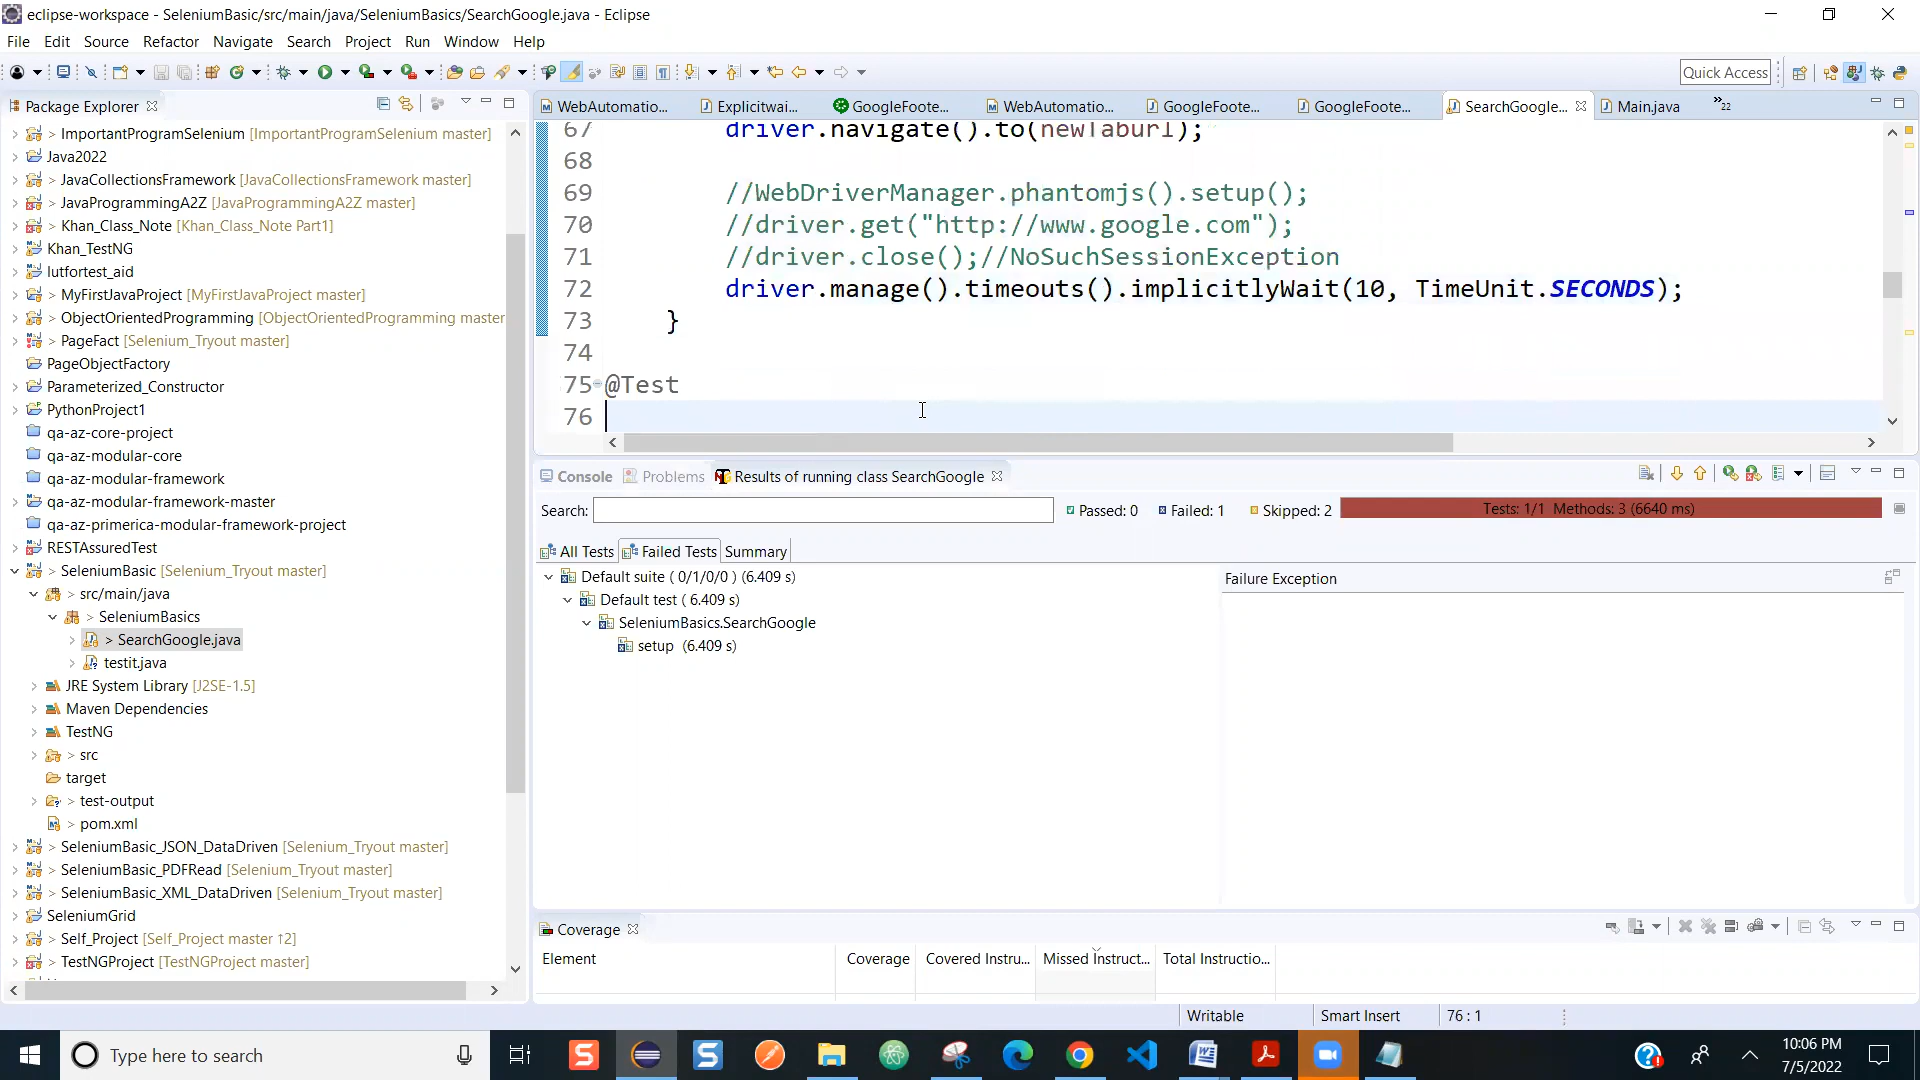 eclipse-workspace - SeleniumBasic/src/main/java/SeleniumBasics/SearchGoogle.java - Eclipse
File Edit Source Refactor Navigate Search Project Run Window Help
Quick Access
Package Explorer
WebAutomatio... Explicitwai... GoogleFoote... WebAutomatio... GoogleFoote... GoogleFoote... SearchGoogle... Main.java »22
> ImportantProgramSelenium [ImportantProgramSelenium master]
Java2022
> JavaCollectionsFramework [JavaCollectionsFramework master]
> JavaProgrammingA2Z [JavaProgrammingA2Z master]
> Khan_Class_Note [Khan_Class_Note Part1]
Khan_TestNG
lutfortest_aid
> MyFirstJavaProject [MyFirstJavaProject master]
> ObjectOrientedProgramming [ObjectOrientedProgramming master
> PageFact [Selenium_Tryout master]
PageObjectFactory
Parameterized_Constructor
PythonProject1
qa-az-core-project
qa-az-modular-core
qa-az-modular-framework
qa-az-modular-framework-master
qa-az-primerica-modular-framework-project
RESTAssuredTest
> SeleniumBasic [Selenium_Tryout master]
> src/main/java
> SeleniumBasics
> SearchGoogle.java
testit.java
JRE System Library [J2SE-1.5]
Maven Dependencies
TestNG
> src
target
> test-output
> pom.xml
> SeleniumBasic_JSON_DataDriven [Selenium_Tryout master]
> SeleniumBasic_PDFRead [Selenium_Tryout master]
> SeleniumBasic_XML_DataDriven [Selenium_Tryout master]
SeleniumGrid
> Self_Project [Self_Project master ↑2]
> TestNGProject [TestNGProject master]
67 driver.navigate().to(newTaburl);
68
69 //WebDriverManager.phantomjs().setup();
70 //driver.get("http://www.google.com");
71 //driver.close();//NoSuchSessionException
72 driver.manage().timeouts().implicitlyWait(10, TimeUnit.SECONDS);
73 }
74
75 @Test
76
Console Problems Results of running class SearchGoogle
Search: Passed: 0 Failed: 1 Skipped: 2 Tests: 1/1 Methods: 3 (6640 ms)
All Tests Failed Tests Summary
Default suite ( 0/1/0/0 ) (6.409 s)
Default test ( 6.409 s)
SeleniumBasics.SearchGoogle
setup (6.409 s)
Failure Exception
Coverage
Element Coverage Covered Instru... Missed Instruct... Total Instructio...
Writable Smart Insert 76 : 1
Type here to search
10:06 PM
7/5/2022